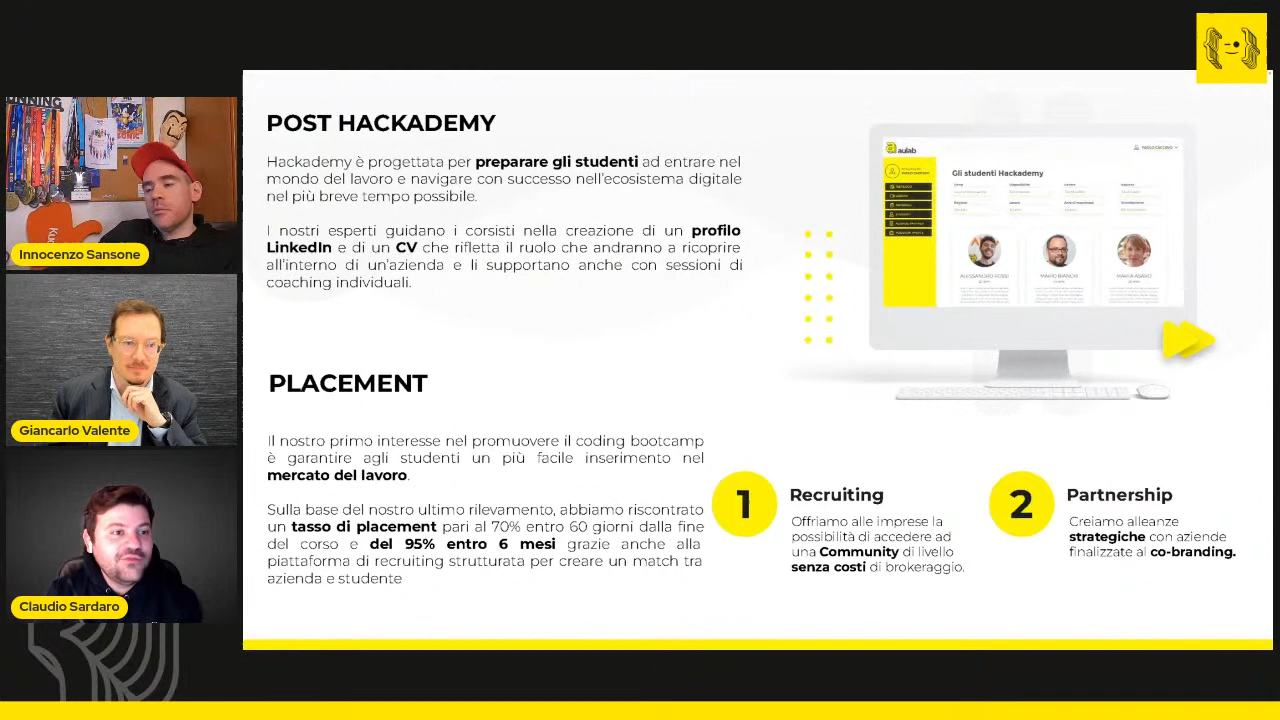 Innocenzo Sansone
Giancarlo Valente
Claudio Sardaro
POST HACKADEMY
Hackademy è progettata per preparare gli studenti ad entrare nel
mondo del lavoro e navigare con successo nell'ecosistema digitale
nel più breve tempo possibile.
I nostri esperti guidano i corsisti nella creazione di un profilo
LinkedIn e di un CV che risalta il ruolo che andranno a ricoprire
all'interno di un'azienda e li supportano anche con sessioni di
coaching individuali.
aulab
Gli studenti Hackademy
ALESSANDRO ROSSI
MARIO BIANCHI
MARIA ASARO
PLACEMENT
Il nostro primo interesse nel promuovere il coding bootcamp
è garantire agli studenti un più facile inserimento nel
mercato del lavoro.
Sulla base del nostro ultimo rilevamento, abbiamo riscontrato
un tasso di placement pari al 70% entro 60 giorni dalla fine
del corso e del 95% entro 6 mesi grazie anche alla
piattaforma di recruiting strutturata per creare un match tra
azienda e studente
1
Recruiting
Offriamo alle imprese la
possibilità di accedere ad
una Community di livello
senza costi di brokeraggio.
2
Partnership
Creiamo alleanze
strategiche con aziende
finalizzate al co-branding.